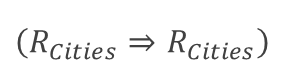 (R_Cities ⇒ R_Cities)